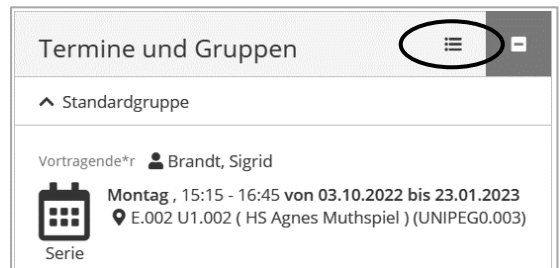 Termine und Gruppen
Standardgruppe
Vortragende*r Brandt, Sigrid
Montag , 15:15 - 16:45 von 03.10.2022 bis 23.01.2023
E.002 U1.002 ( HS Agnes Muthspiel ) (UNIPEG0.003)
Serie